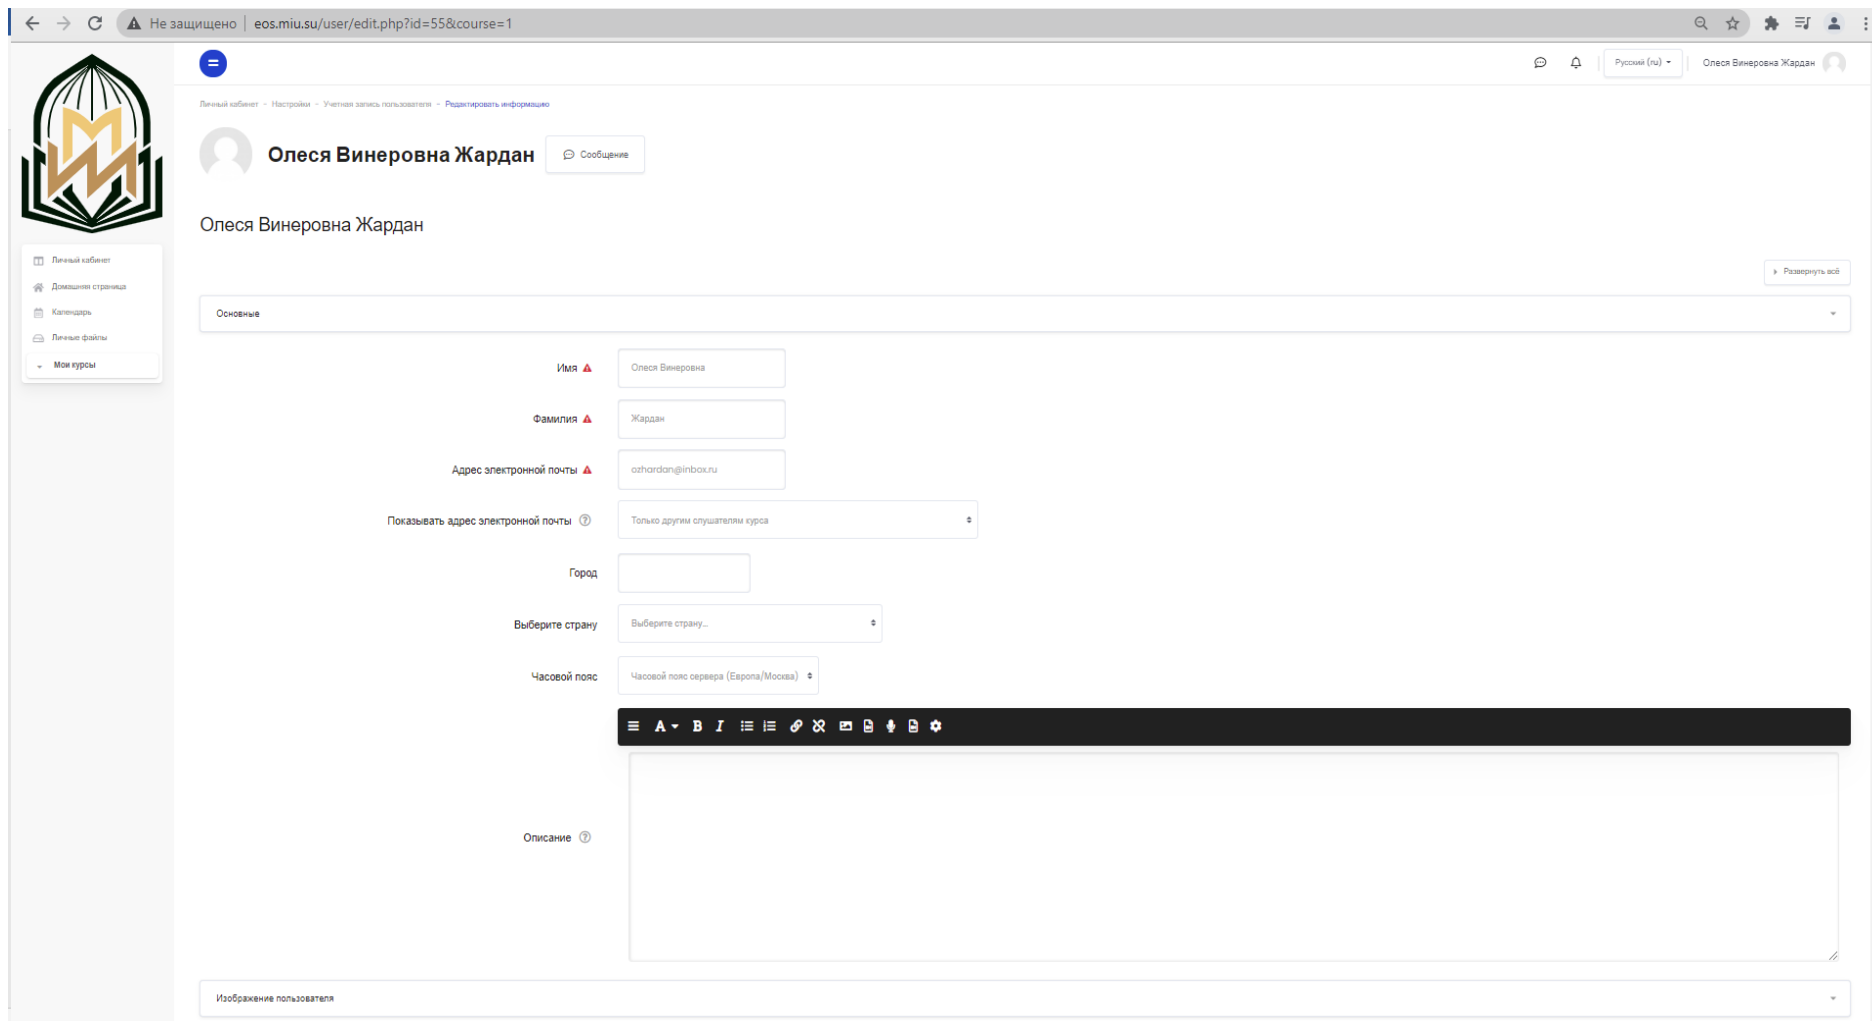 Не защищено | eos.miu.su/user/edit.php?id=55&course=1
Русский (ru)
Олеся Винеровна Жардан
Личный кабинет - Настройки - Учетная запись пользователя - Редактировать информацию
Олеся Винеровна Жардан
Сообщение
Олеся Винеровна Жардан
Личный кабинет
Домашняя страница
Календарь
Личные файлы
Мои курсы
Развернуть всё
Основные
Имя
Олеся Винеровна
Фамилия
Жардан
Адрес электронной почты
ozhardan@inbox.ru
Показывать адрес электронной почты
Только другим слушателям курса
Город
Выберите страну
Выберите страну...
Часовой пояс
Часовой пояс сервера (Европа/Москва)
A B I
Описание
Изображение пользователя